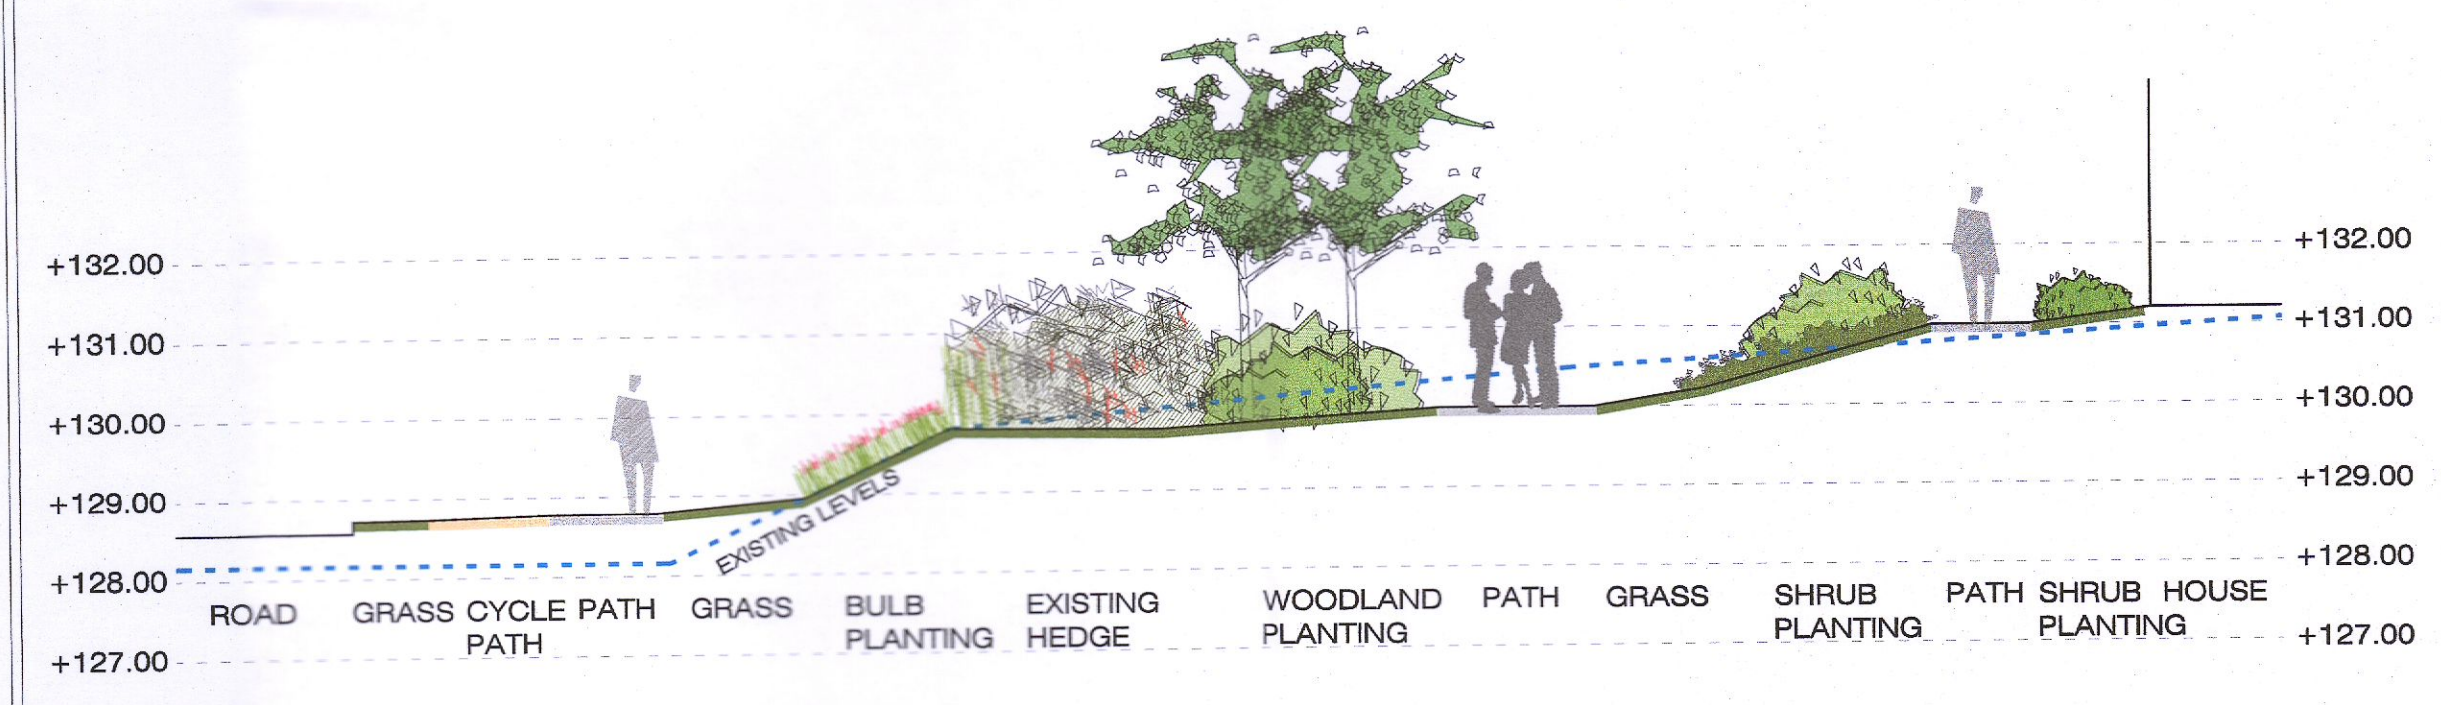 +132.00
+131.00
+130.00
+129.00
+128.00
+127.00
+132.00
+131.00
+130.00
+129.00
+128.00
+127.00
EXISTING LEVELS
ROAD
GRASS
CYCLE
PATH
PATH
GRASS
BULB
PLANTING
EXISTING
HEDGE
WOODLAND
PLANTING
PATH
GRASS
SHRUB
PLANTING
PATH
SHRUB
PLANTING
HOUSE